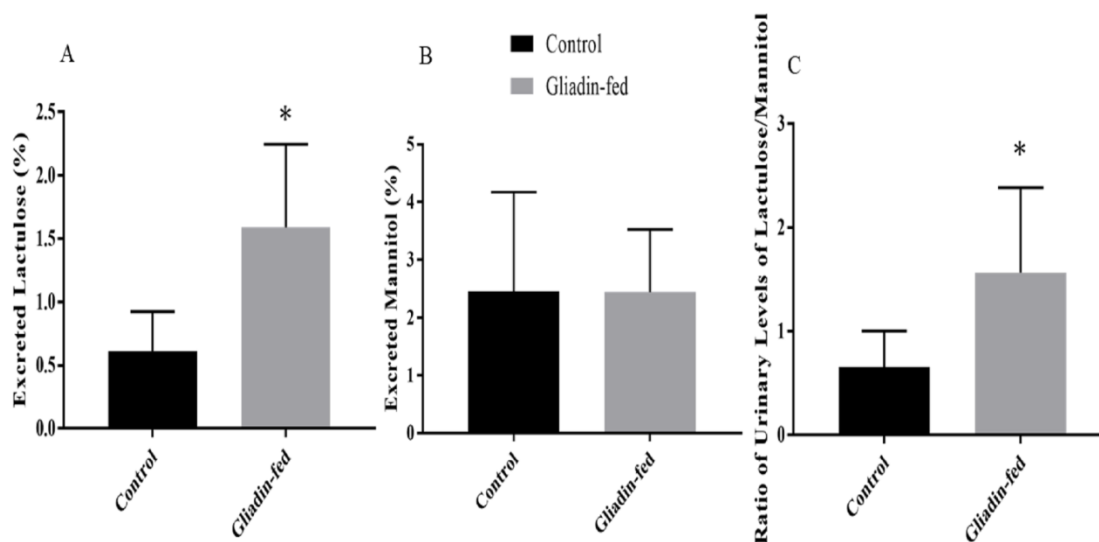 A
Excreted Lactulose (%)
2.5
2.0
1.5
1.0
0.5
0.0
*
Control
Gliadin-fed
Control
Gliadin-fed
B
Excreted Mannitol (%)
5
4
3
2
1
0
Control
Gliadin-fed
C
Ratio of Urinary Levels of Lactulose/Mannitol
3
2
1
0
*
Control
Gliadin-fed